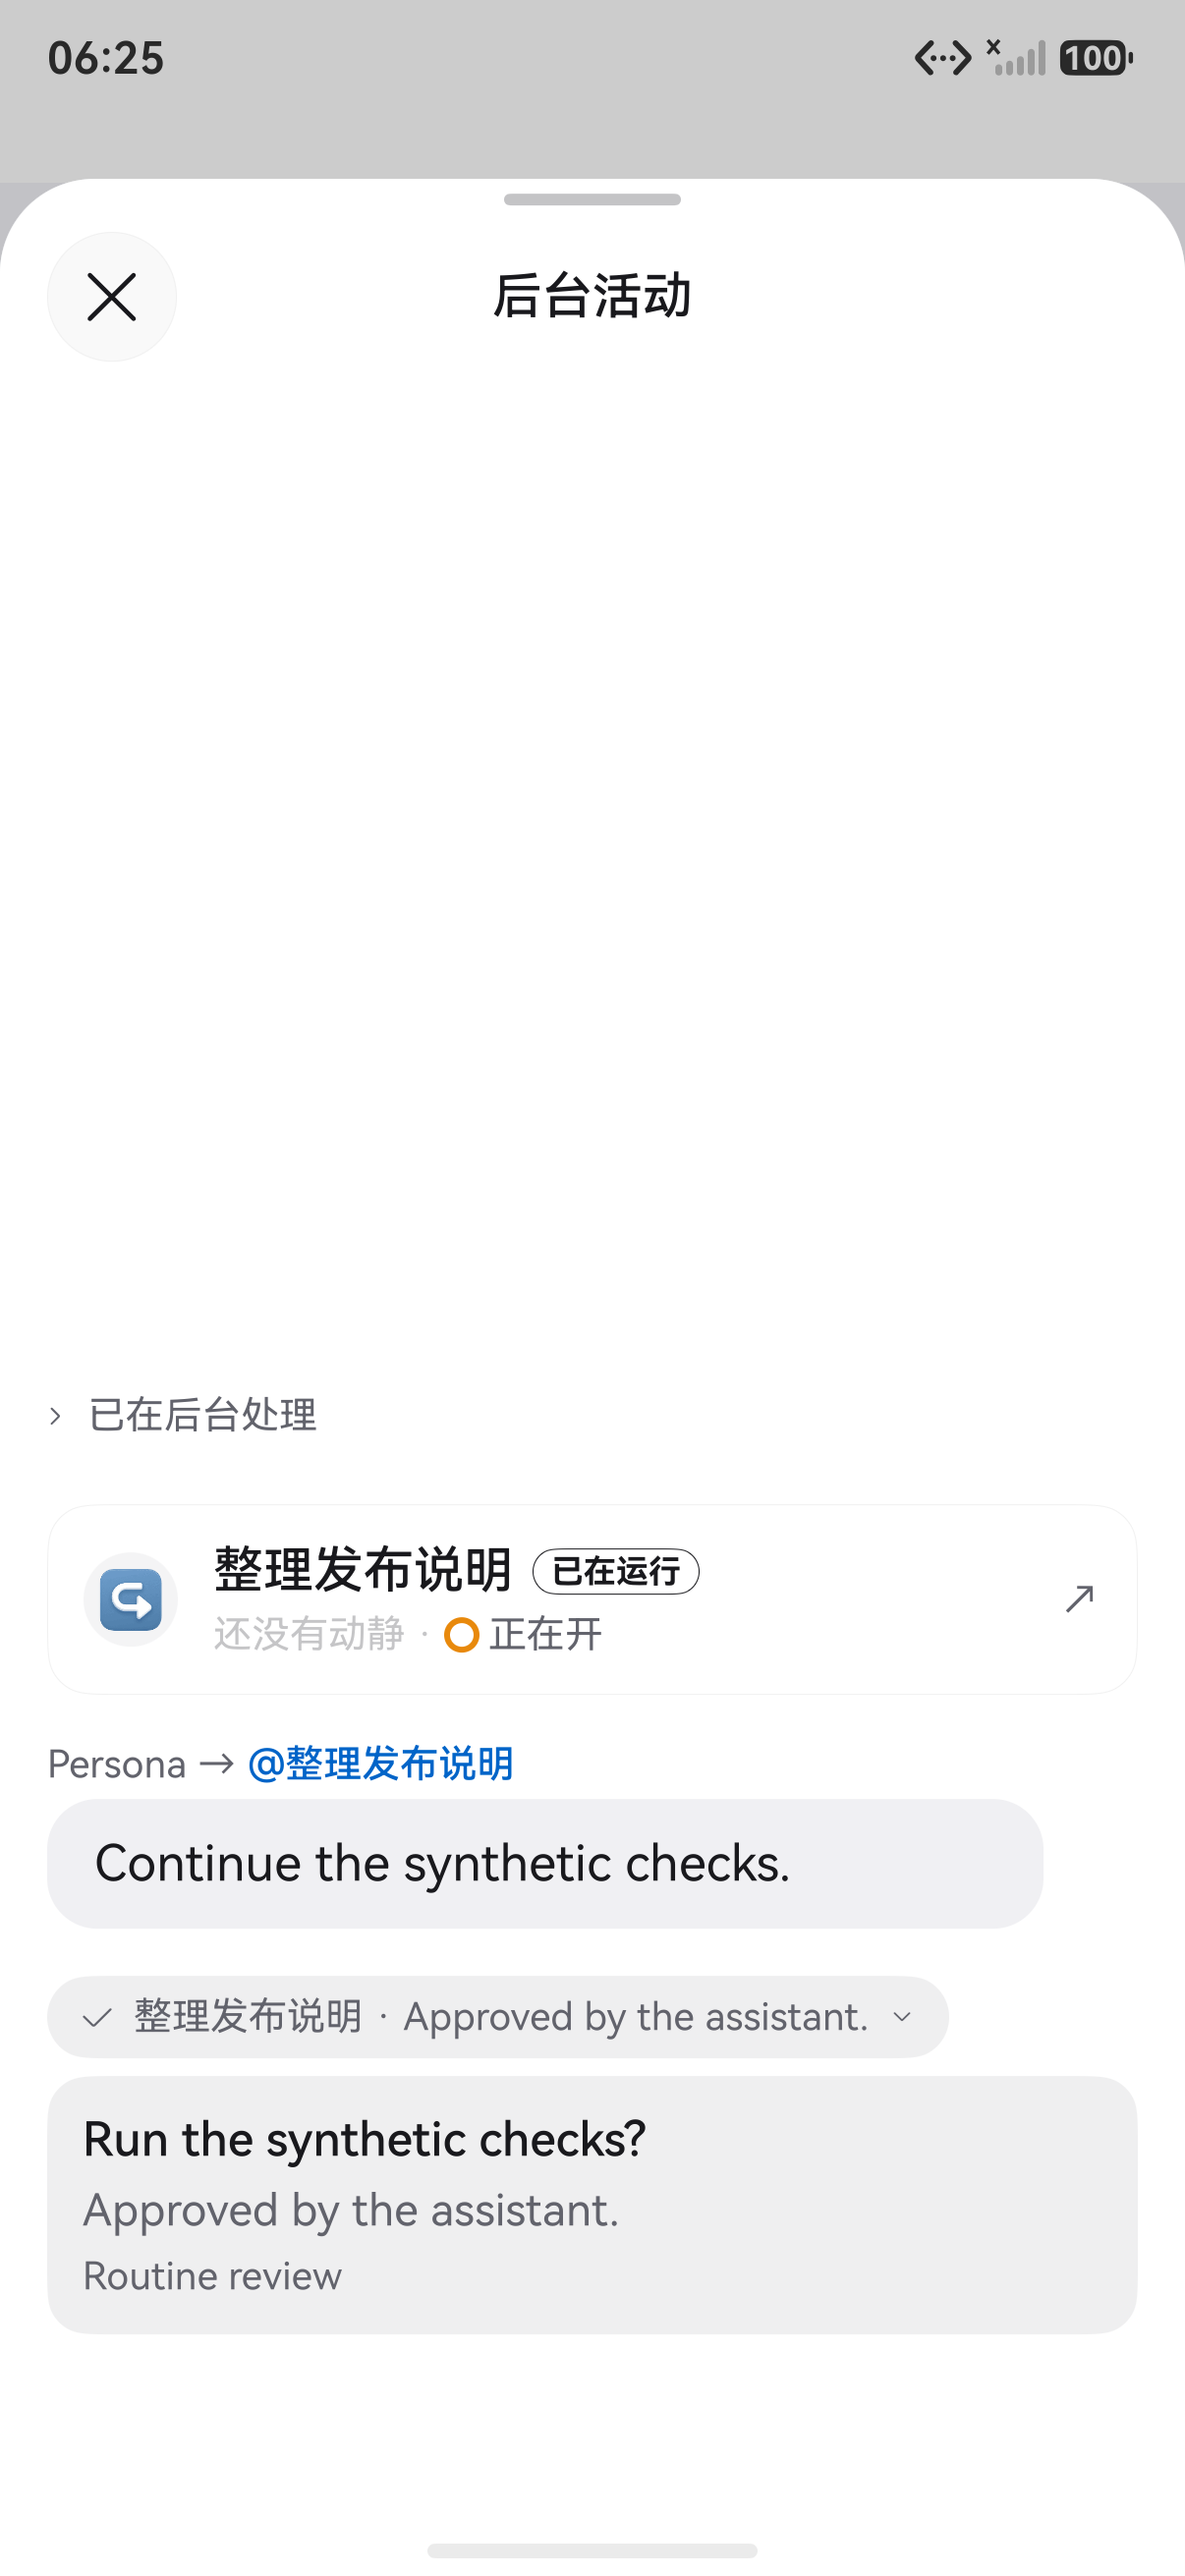 06:25
100
后台活动
已在后台处理
整理发布说明 已在运行
还没有动静 · 正在开
Persona → @整理发布说明
Continue the synthetic checks.
整理发布说明 · Approved by the assistant.
Run the synthetic checks?
Approved by the assistant.
Routine review